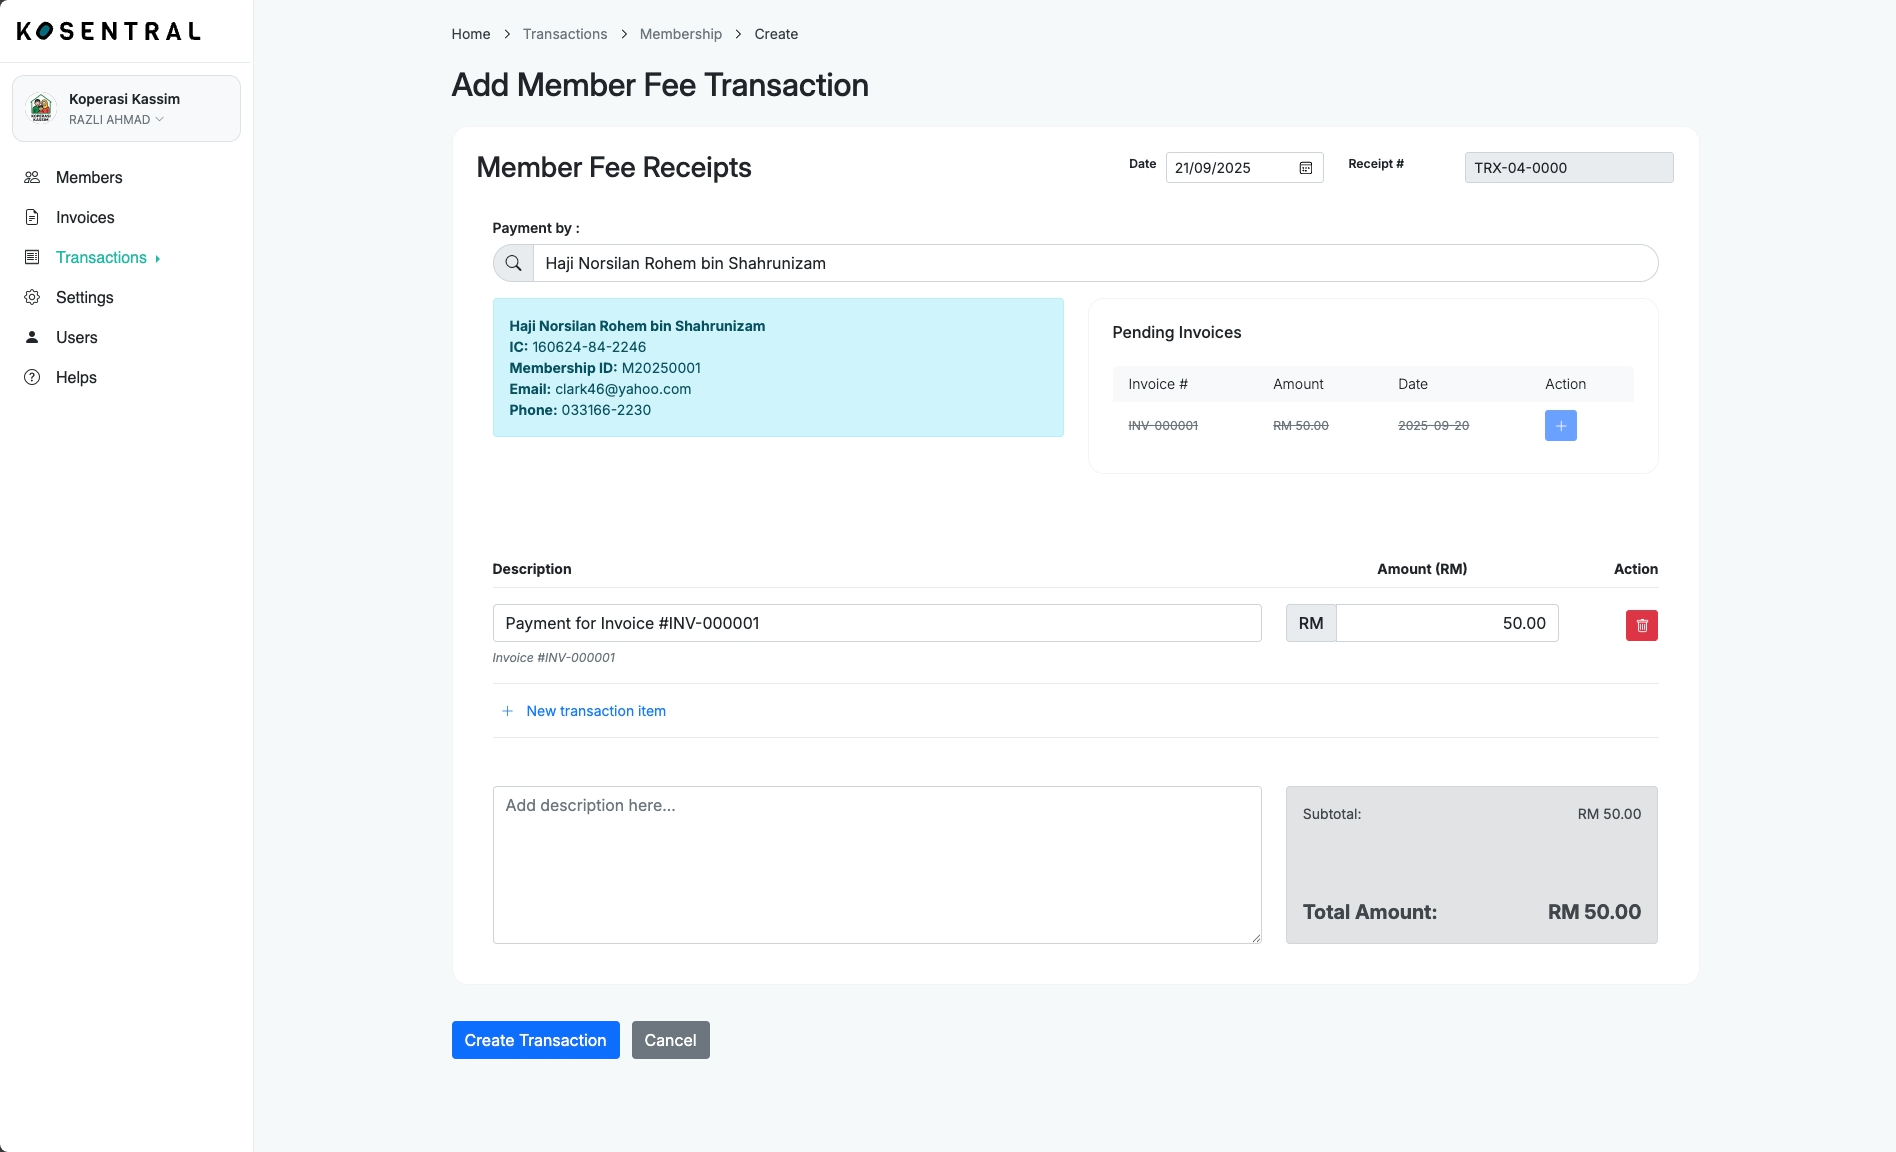 KOSENTRAL
Koperasi Kassim
RAZLI AHMAD
Members
Invoices
Transactions
Settings
Users
Helps
Home > Transactions > Membership > Create
Add Member Fee Transaction
Member Fee Receipts
Date 21/09/2025 Receipt # TRX-04-0000
Payment by :
Haji Norsilan Rohem bin Shahrunizam
Haji Norsilan Rohem bin Shahrunizam
IC: 160624-84-2246
Membership ID: M20250001
Email: clark46@yahoo.com
Phone: 033166-2230
Pending Invoices
Invoice # Amount Date Action
INV-000001 RM 50.00 2025-09-20 +
Description Amount (RM) Action
Payment for Invoice #INV-000001 RM 50.00
Invoice #INV-000001
+ New transaction item
Add description here...
Subtotal: RM 50.00
Total Amount: RM 50.00
Create Transaction Cancel